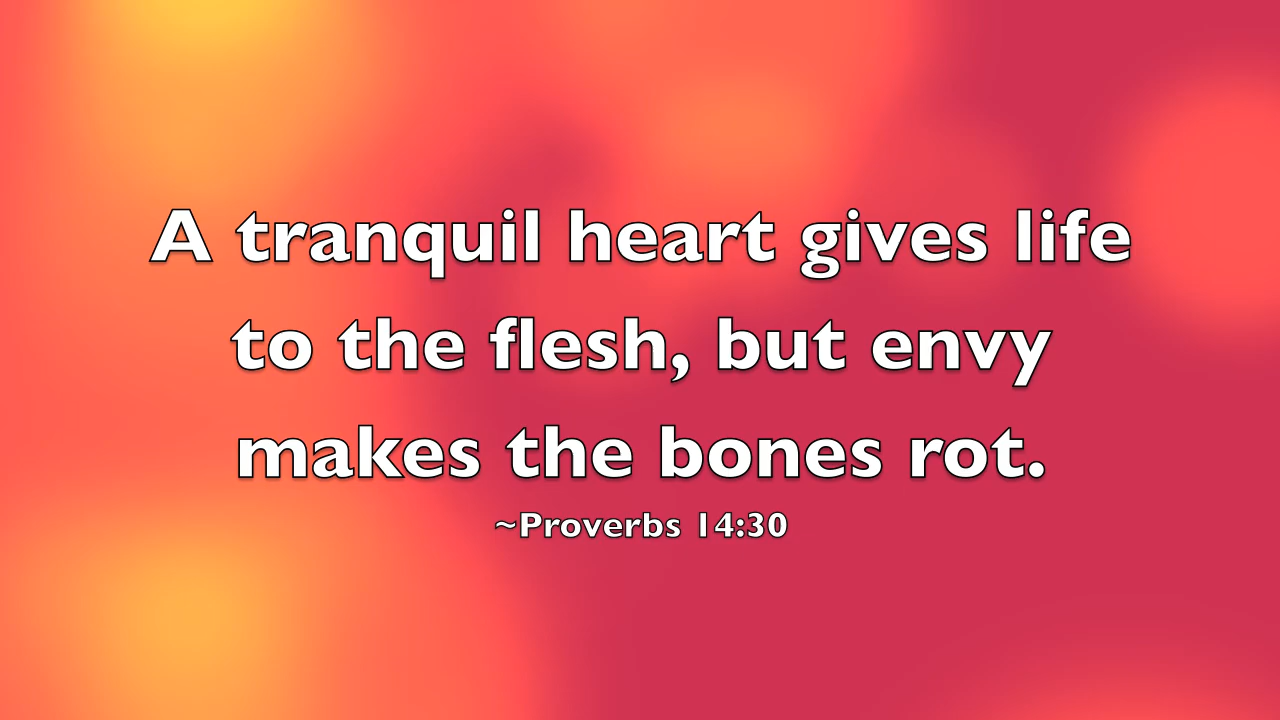 A tranquil heart gives life
to the flesh, but envy
makes the bones rot.
~Proverbs 14:30